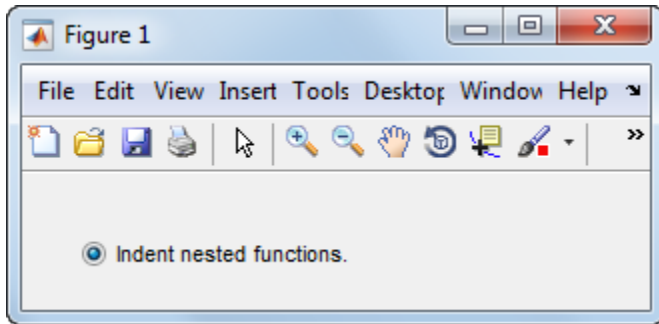 Figure 1
File Edit View Insert Tools Desktop Window Help
Indent nested functions.